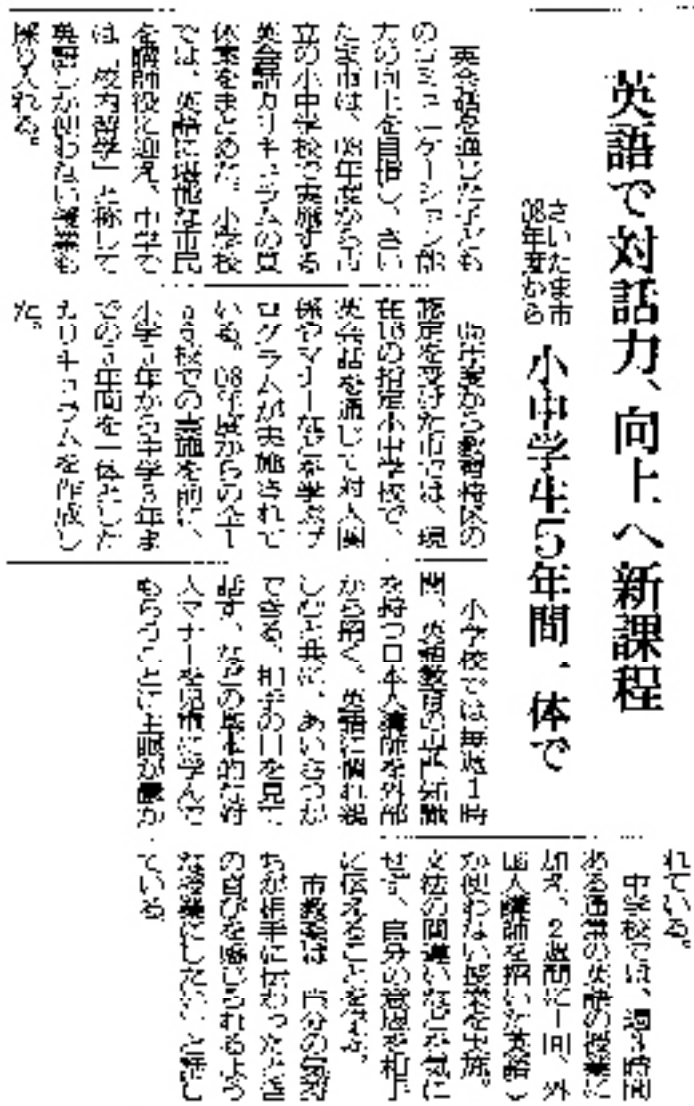 英語で対話力、向上へ新課程
さいたま市
08年度から
小中学生5年間一体で
英会話を通じた子ども
のコミュニケーション能
力の向上を目指し、さい
たま市は、08年度から市
立の小中学校で実施する
英会話カリキュラムの具
体案をまとめた。小学校
では、英語に堪能な市民
を講師役に迎え、中学で
は「校内留学」と称して
英語しか使わない授業も
採り入れる。
05年度から教育特区の
認定を受けた市では、現
在16の指定小中学校で、
英会話を通じて対人関
係やマナーなどを学ぶプ
ログラムが実施されて
いる。08年度からの全1
校での実施を前に、
小学5年から中学3年ま
での5年間を一体とした
カリキュラムを作成し
た。
小学校では毎週1時
間、英語教育の専門知識
を持つ日本人講師を外部
から招く。英語に慣れ親
しむと共に、あいさつが
できる、相手の目を見て
話す、などの基本的な対
人マナーを児童に学んで
もらうことに主眼が置か
れている。
中学校では、週3時間
ある通常の英語の授業に
加え、2週間に1回、外
国人講師を招いた英語し
か使わない授業を実施。
文法の間違いなどを気に
せず、自分の意思を相手
に伝えることを促す。
市教委は「自分の気持
ちが相手に伝わったとき
の喜びを感じられるよう
な授業にしたい」と話し
ている。